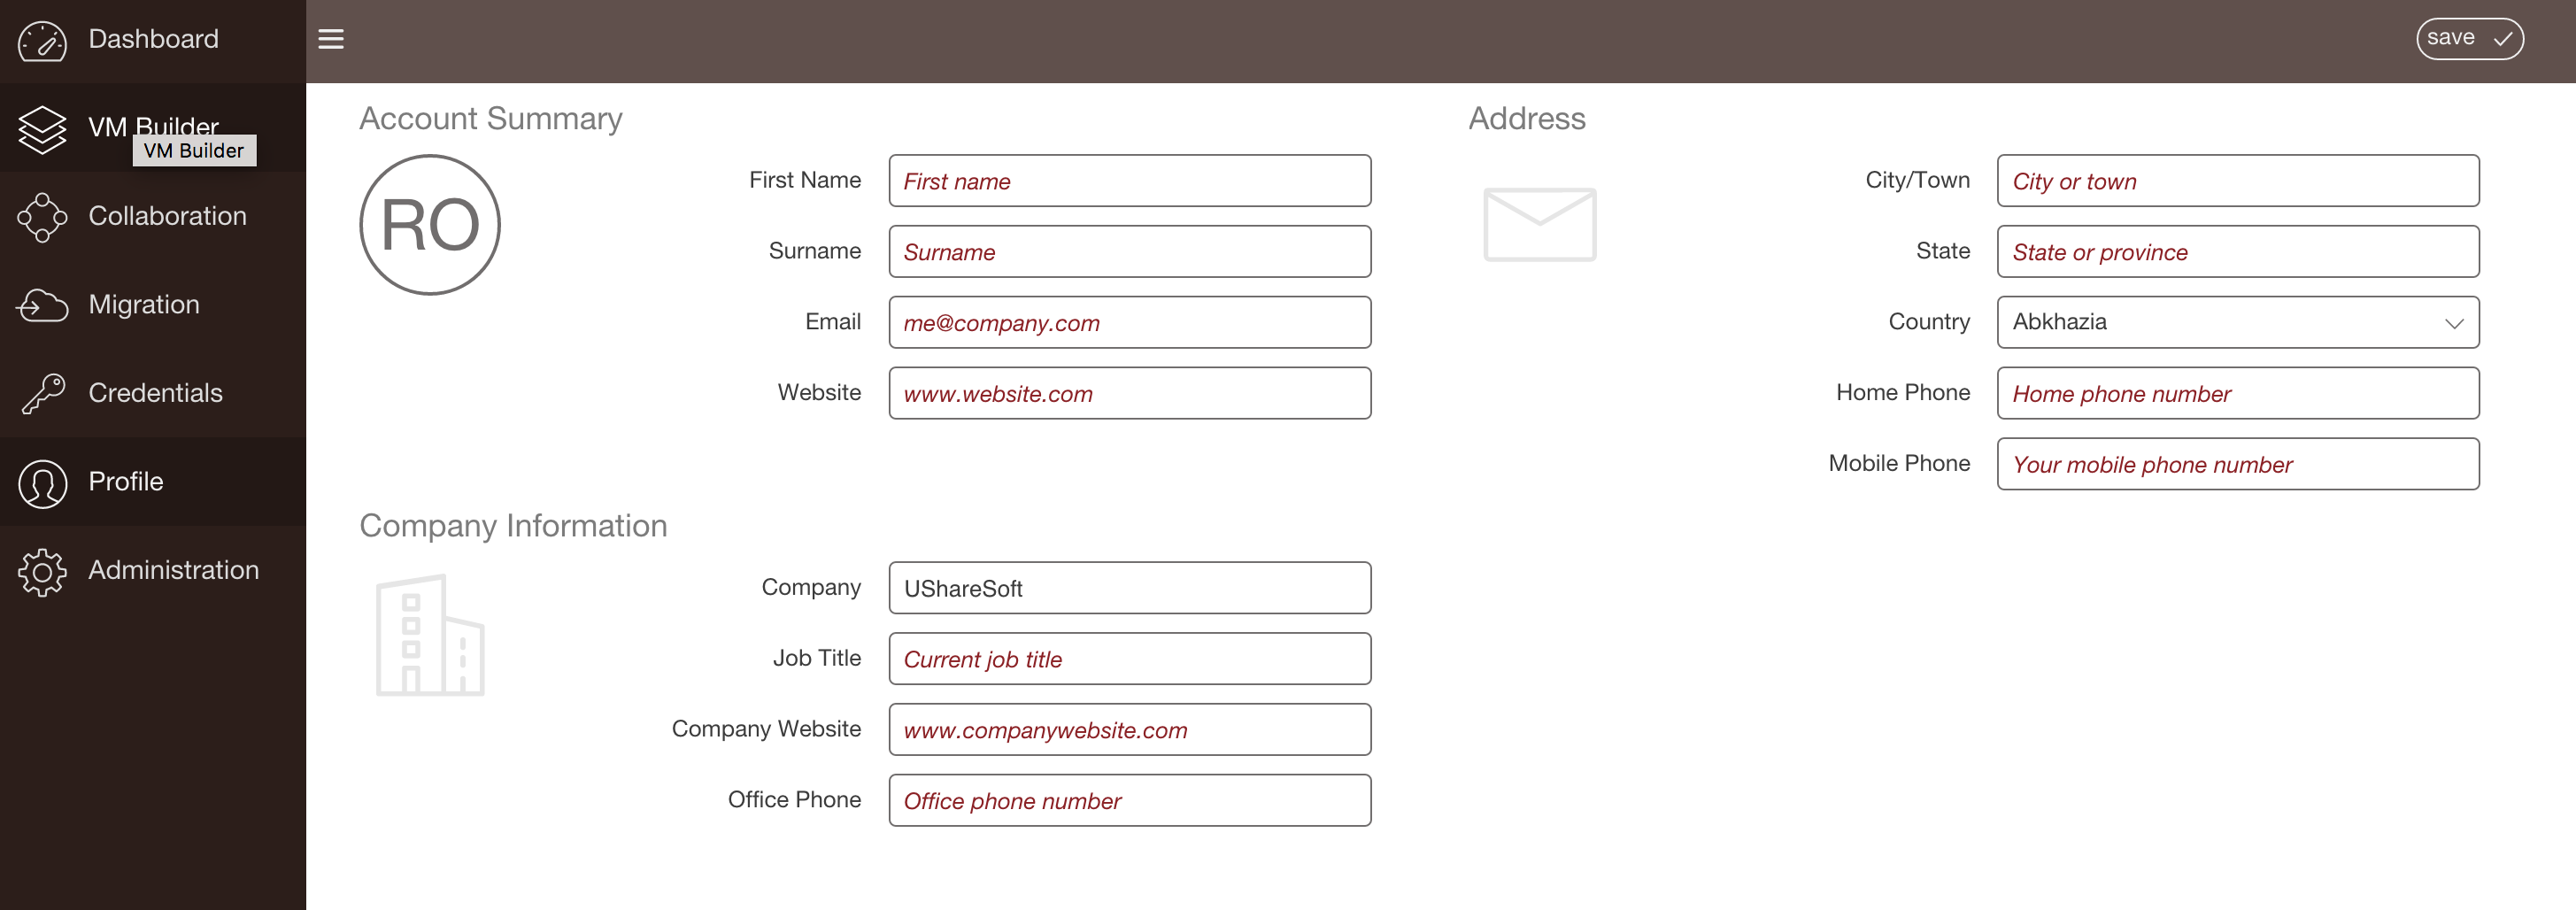 Dashboard
VM Builder
VM Builder
Collaboration
Migration
Credentials
Profile
Administration
save
Account Summary
RO
First Name First name
Surname Surname
Email me@company.com
Website www.website.com
Company Information
Company UShareSoft
Job Title Current job title
Company Website www.companywebsite.com
Office Phone Office phone number
Address
City/Town City or town
State State or province
Country Abkhazia
Home Phone Home phone number
Mobile Phone Your mobile phone number